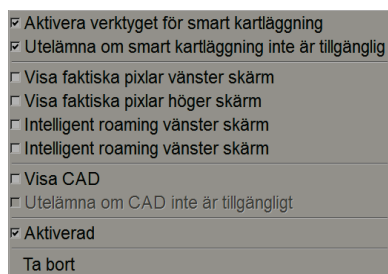 Aktivera verktyget för smart kartläggning
Utelämna om smart kartläggning inte är tillgänglig
Visa faktiska pixlar vänster skärm
Visa faktiska pixlar höger skärm
Intelligent roaming vänster skärm
Intelligent roaming vänster skärm
Visa CAD
Utelämna om CAD inte är tillgängligt
Aktiverad
Ta bort